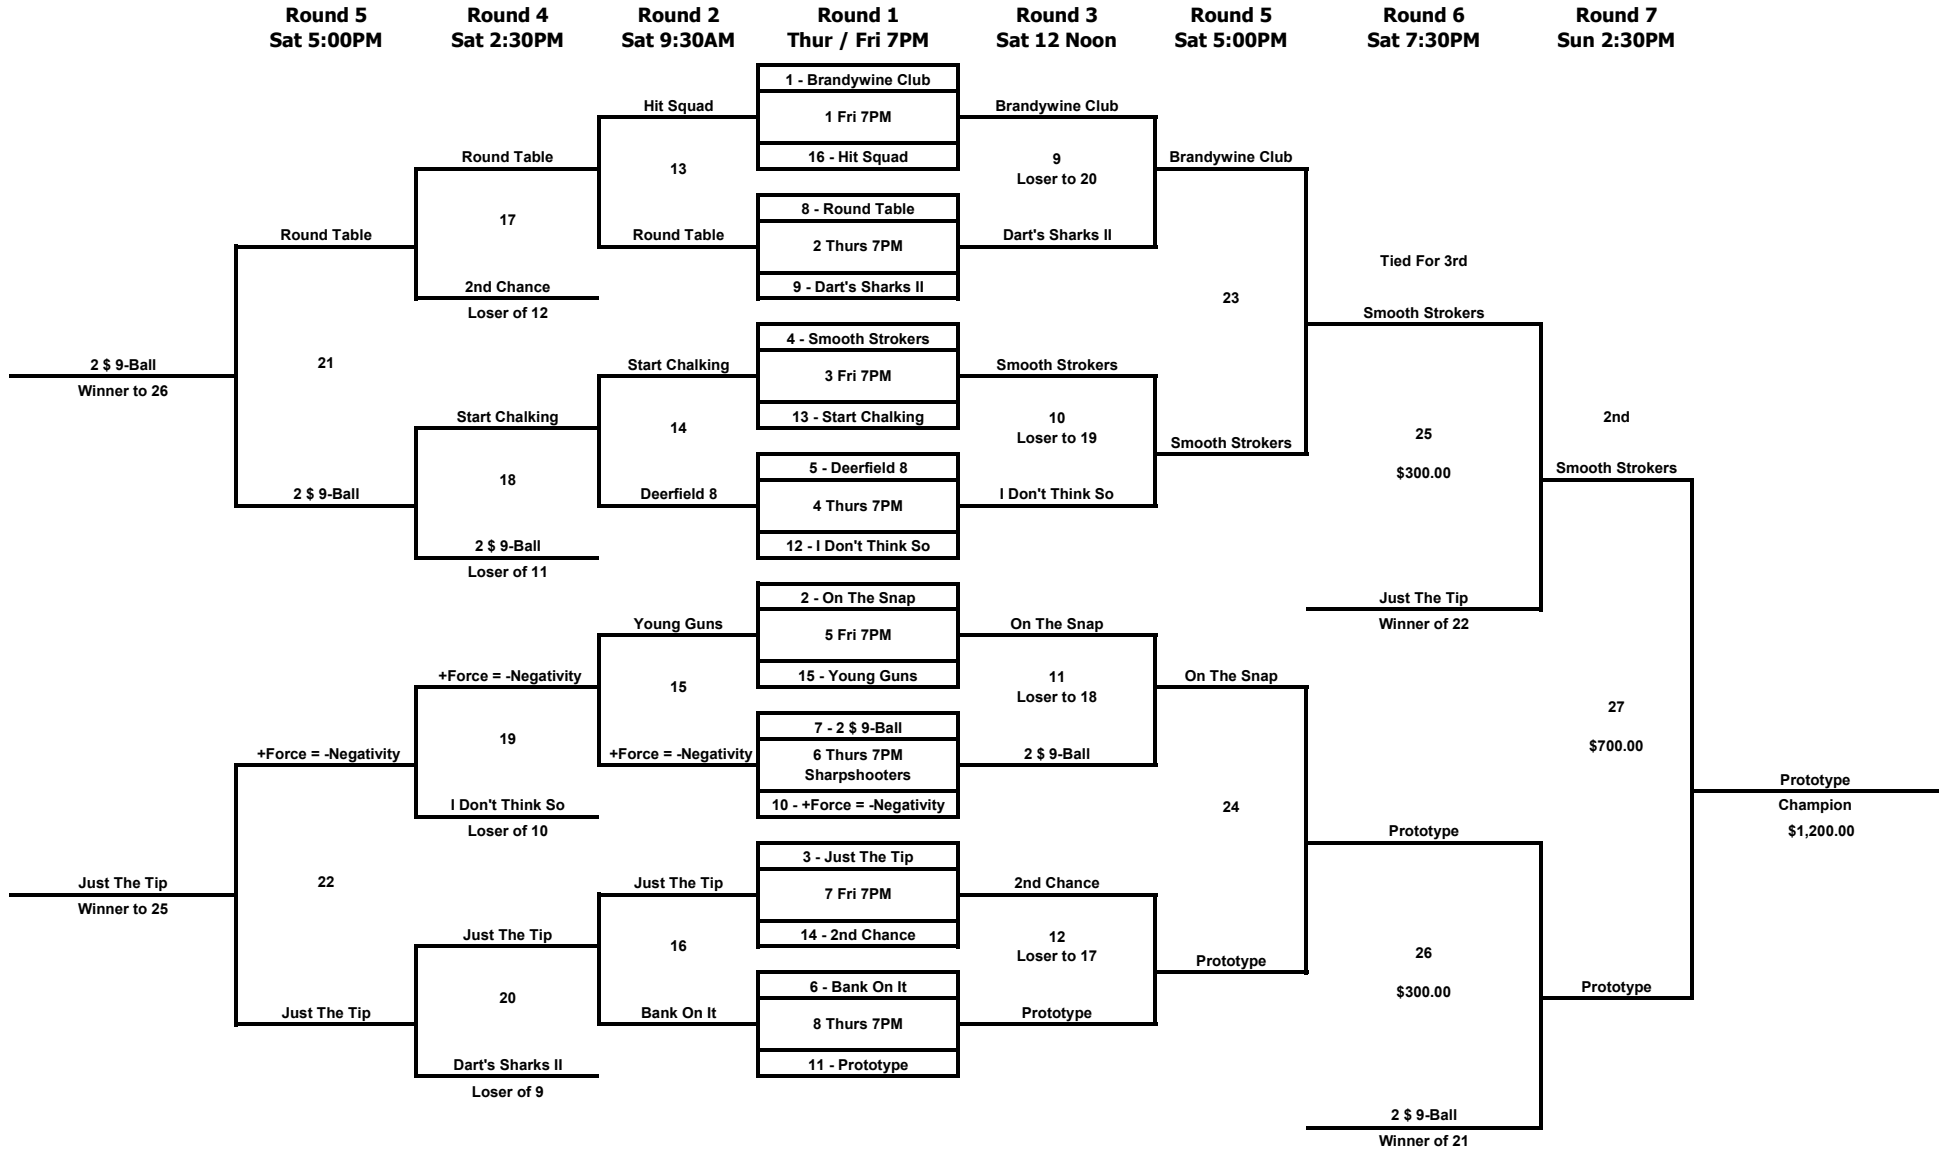 Round 5
Sat 5:00PM
Round 4
Sat 2:30PM
Round 2
Sat 9:30AM
Round 1
Thur / Fri 7PM
Round 3
Sat 12 Noon
Round 5
Sat 5:00PM
Round 6
Sat 7:30PM
Round 7
Sun 2:30PM
2 $ 9-Ball
Winner to 26
Just The Tip
Winner to 25
Round Table
21
2 $ 9-Ball
+Force = -Negativity
22
Just The Tip
Round Table
17
2nd Chance
Loser of 12
Start Chalking
18
2 $ 9-Ball
Loser of 11
+Force = -Negativity
19
I Don't Think So
Loser of 10
Just The Tip
20
Dart's Sharks II
Loser of 9
Hit Squad
13
Round Table
Start Chalking
14
Deerfield 8
Young Guns
15
+Force = -Negativity
Just The Tip
16
Bank On It
1 - Brandywine Club
1 Fri 7PM
16 - Hit Squad
8 - Round Table
2 Thurs 7PM
9 - Dart's Sharks II
4 - Smooth Strokers
3 Fri 7PM
13 - Start Chalking
5 - Deerfield 8
4 Thurs 7PM
12 - I Don't Think So
2 - On The Snap
5 Fri 7PM
15 - Young Guns
7 - 2 $ 9-Ball
6 Thurs 7PM
Sharpshooters
10 - +Force = -Negativity
3 - Just The Tip
7 Fri 7PM
14 - 2nd Chance
6 - Bank On It
8 Thurs 7PM
11 - Prototype
Brandywine Club
9
Loser to 20
Dart's Sharks II
Smooth Strokers
10
Loser to 19
I Don't Think So
On The Snap
11
Loser to 18
2 $ 9-Ball
2nd Chance
12
Loser to 17
Prototype
Brandywine Club
23
Smooth Strokers
On The Snap
24
Prototype
Tied For 3rd
Smooth Strokers
25
$300.00
Just The Tip
Winner of 22
Prototype
26
$300.00
2 $ 9-Ball
Winner of 21
2nd
Smooth Strokers
27
$700.00
Prototype
Prototype
Champion
$1,200.00